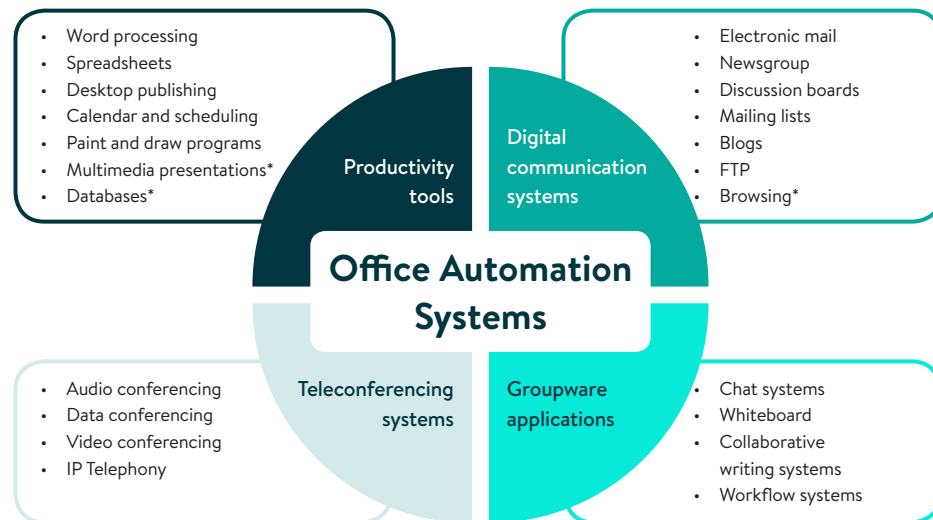 • Word processing
• Spreadsheets
• Desktop publishing
• Calendar and scheduling
• Paint and draw programs
• Multimedia presentations*
• Databases*
Productivity
tools
• Electronic mail
• Newsgroup
• Discussion boards
• Mailing lists
• Blogs
• FTP
• Browsing*
Digital
communication
systems
Office Automation
Systems
• Audio conferencing
• Data conferencing
• Video conferencing
• IP Telephony
Teleconferencing
systems
Groupware
applications
• Chat systems
• Whiteboard
• Collaborative
writing systems
• Workflow systems